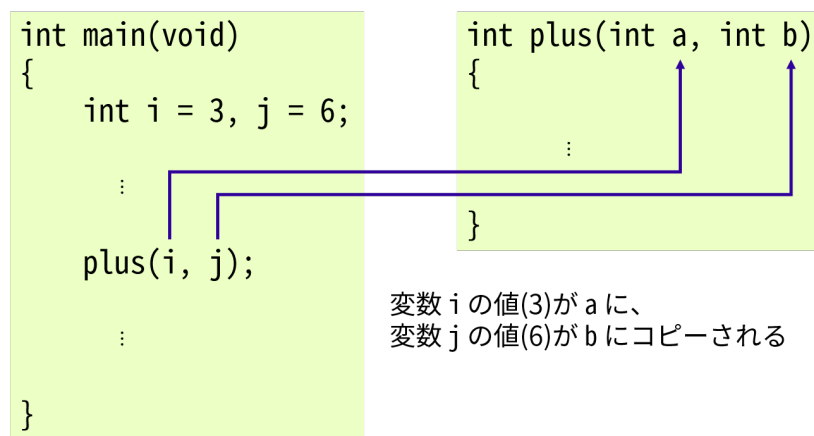 int main(void)
{
    int i = 3, j = 6;
    ⋮
    plus(i, j);
    ⋮
}
int plus(int a, int b)
{
    ⋮
}
変数 i の値(3)が a に、
変数 j の値(6)が b にコピーされる